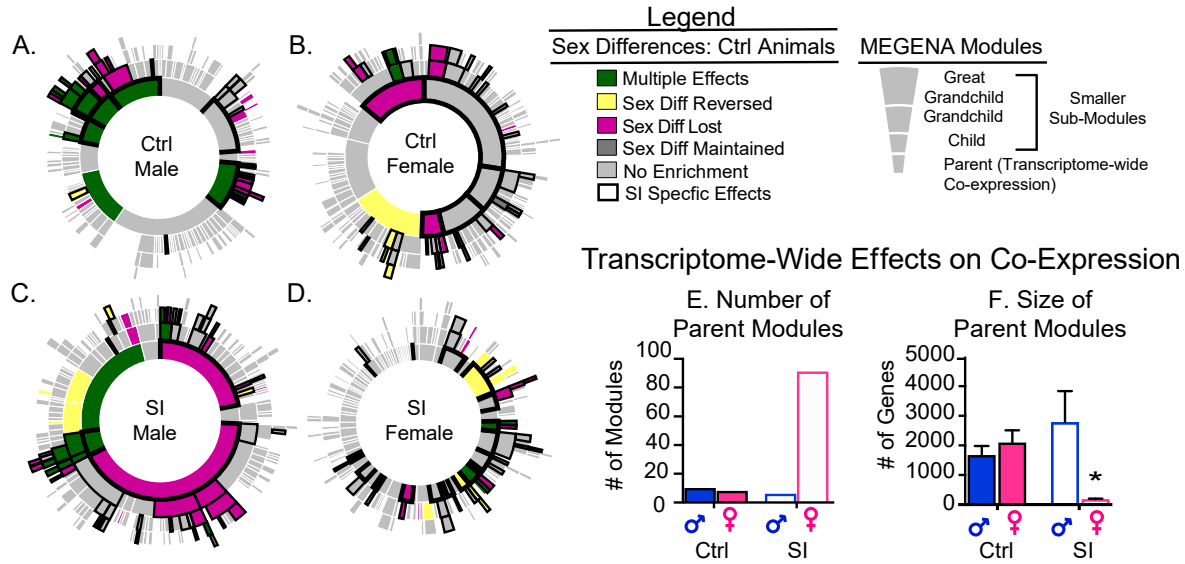 A.
Ctrl
Male
B.
Ctrl
Female
Legend
Sex Differences: Ctrl Animals
Multiple Effects
Sex Diff Reversed
Sex Diff Lost
Sex Diff Maintained
No Enrichment
SI Specfic Effects
MEGENA Modules
Great
Grandchild
Grandchild
Child
Parent (Transcriptome-wide
Co-expression)
Smaller
Sub-Modules
C.
SI
Male
D.
SI
Female
Transcriptome-Wide Effects on Co-Expression
E. Number of
Parent Modules
# of Modules
100
80
60
40
20
0
♂ ♀ ♂ ♀
Ctrl SI
F. Size of
Parent Modules
# of Genes
5000
4000
3000
2000
1000
0
*
♂ ♀ ♂ ♀
Ctrl SI